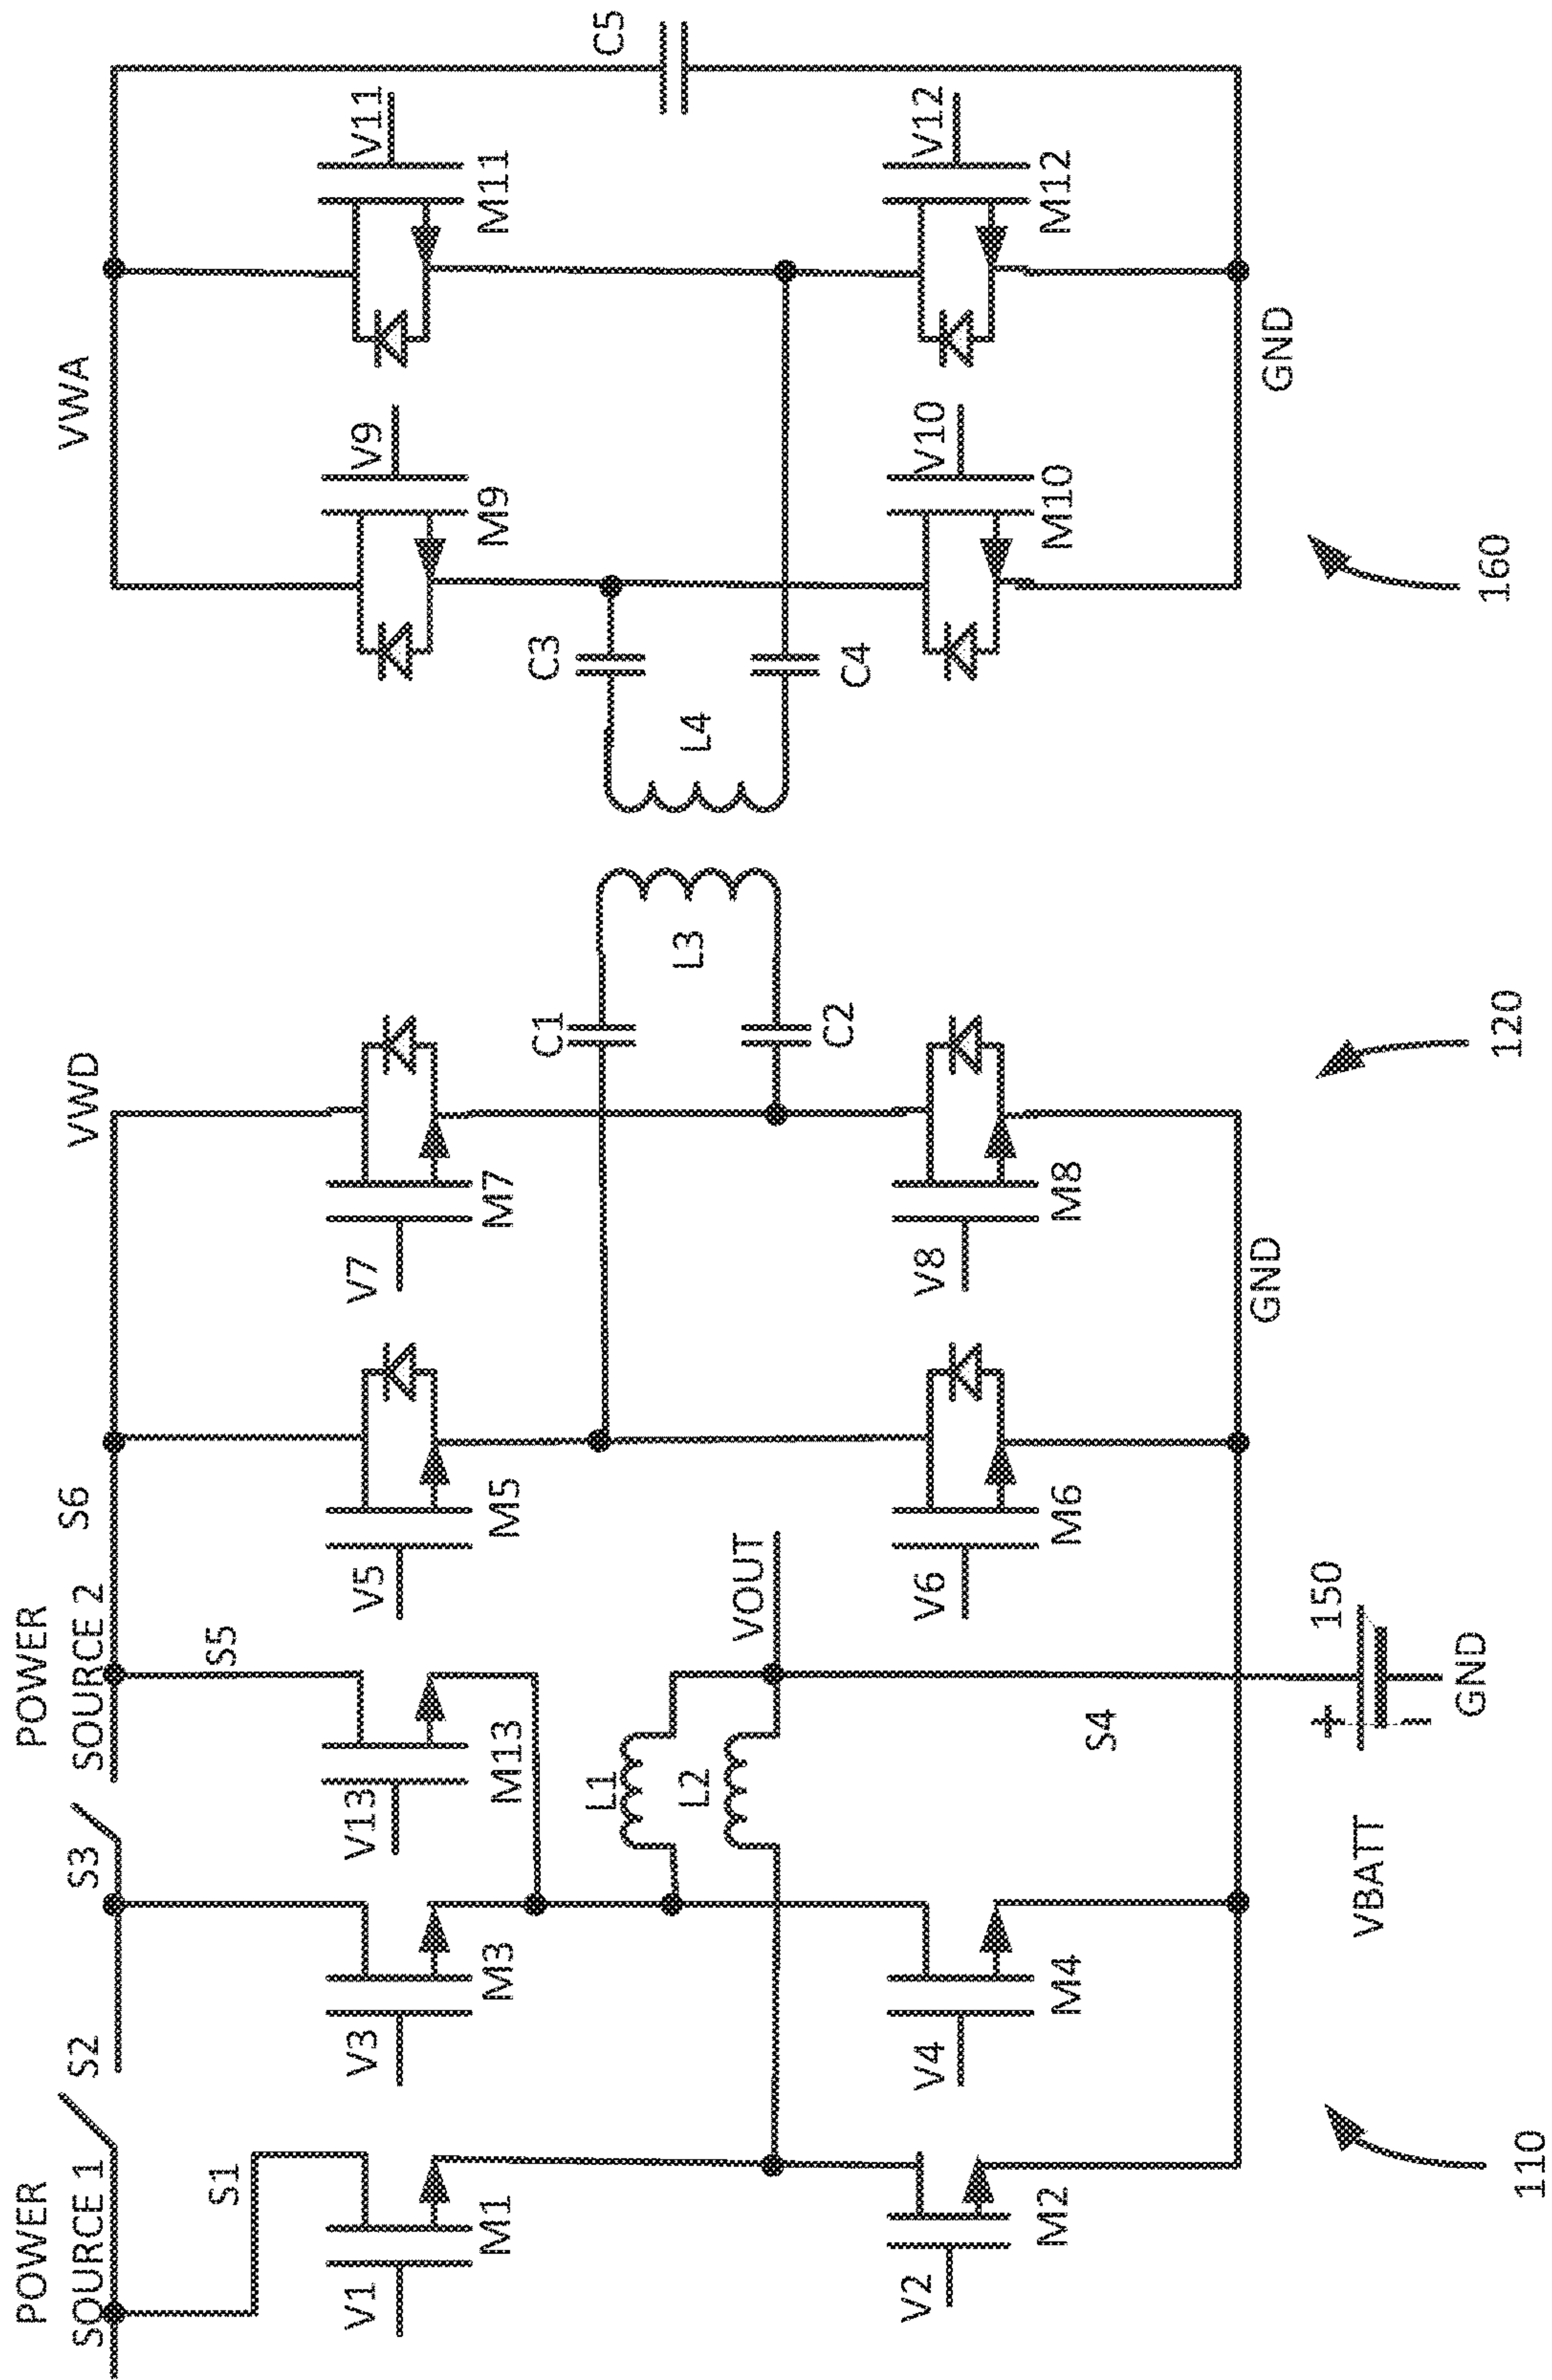 POWER
SOURCE 1
S2
S3
POWER
SOURCE 2
S6
VWD
VWA
S1
S5
V1
M1
V3
M3
V13
M13
V5
M5
V7
M7
M9
V9
M11
V11
C5
L1
L2
VOUT
C1
L3
C2
L4
C3
C4
V2
M2
V4
M4
S4
V6
M6
V8
M8
M10
V10
M12
V12
GND
GND
VBATT
+
-
150
GND
110
120
160